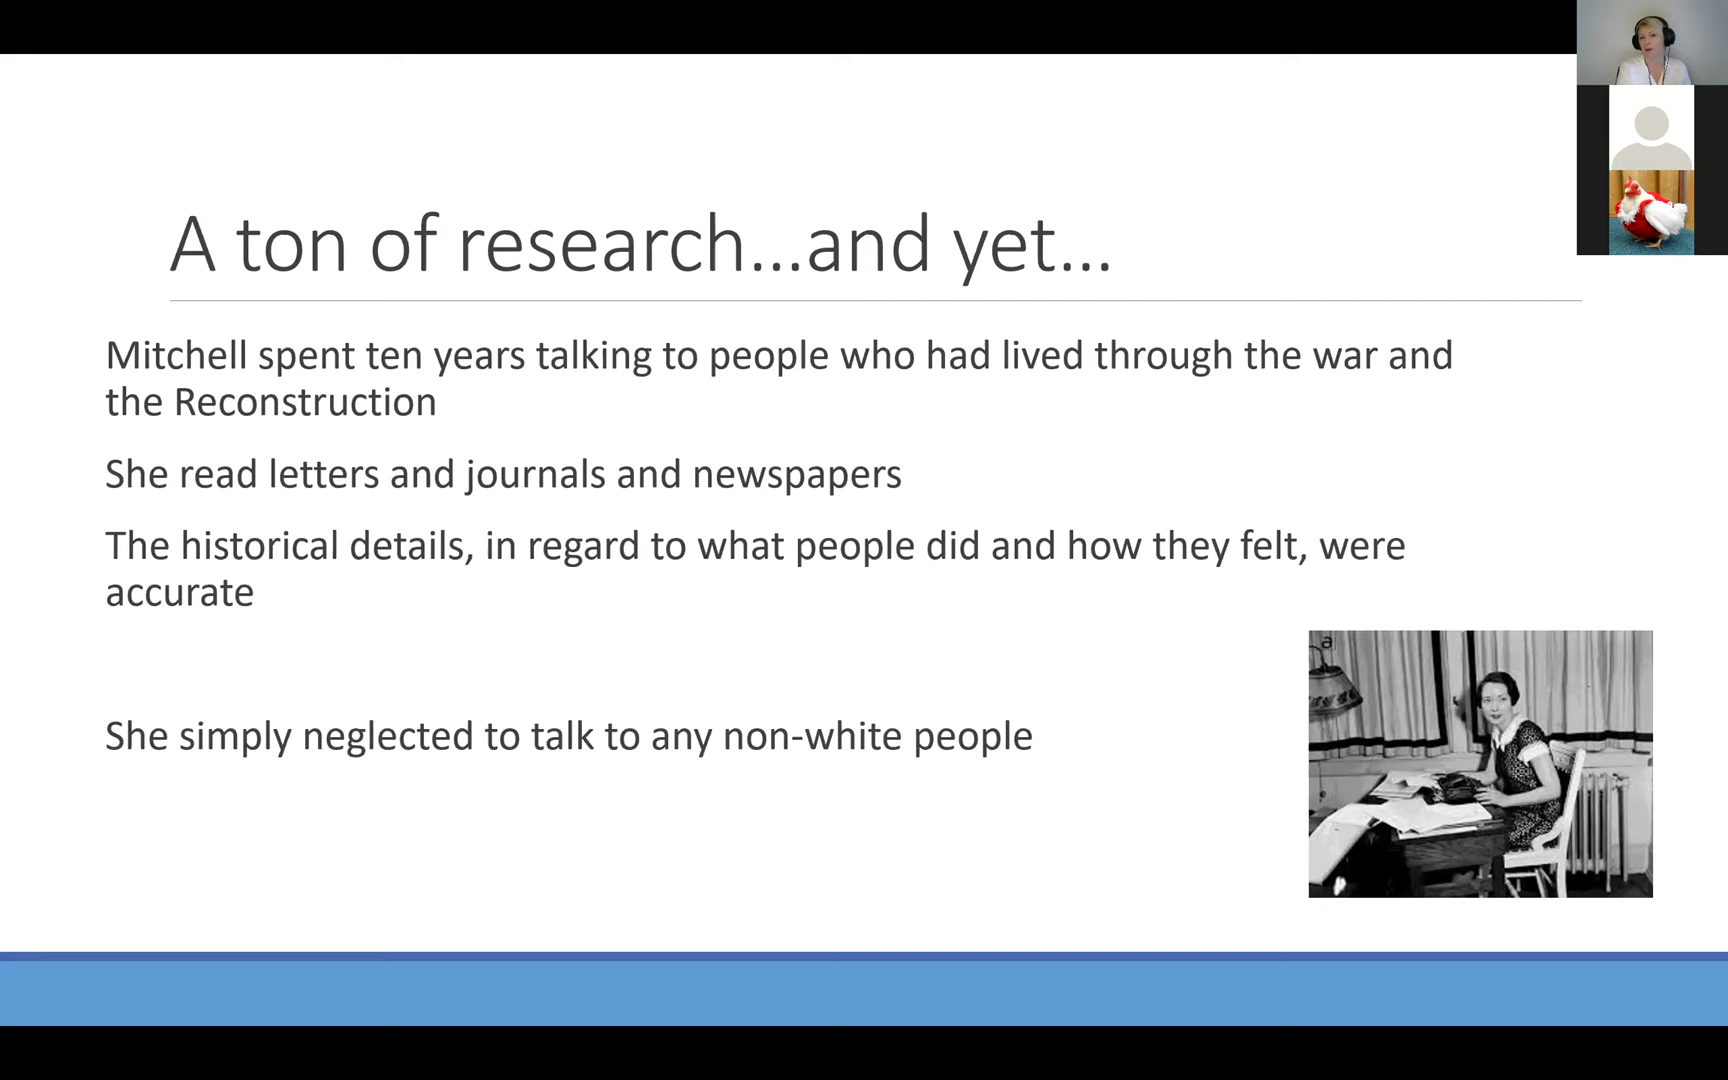 A ton of research…and yet…
Mitchell spent ten years talking to people who had lived through the war and
the Reconstruction
She read letters and journals and newspapers
The historical details, in regard to what people did and how they felt, were
accurate
a
She simply neglected to talk to any non-white people